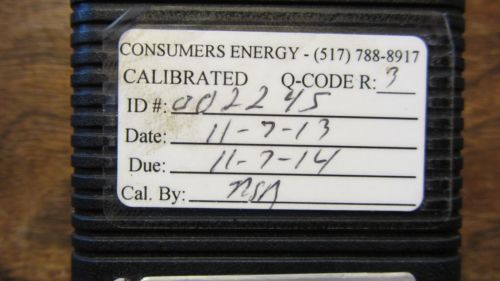 CONSUMERS ENERGY - (517) 788-8917
CALIBRATED Q-CODE R: 3
ID #: 002245
Date: 11-7-13
Due: 11-7-14
Cal. By: